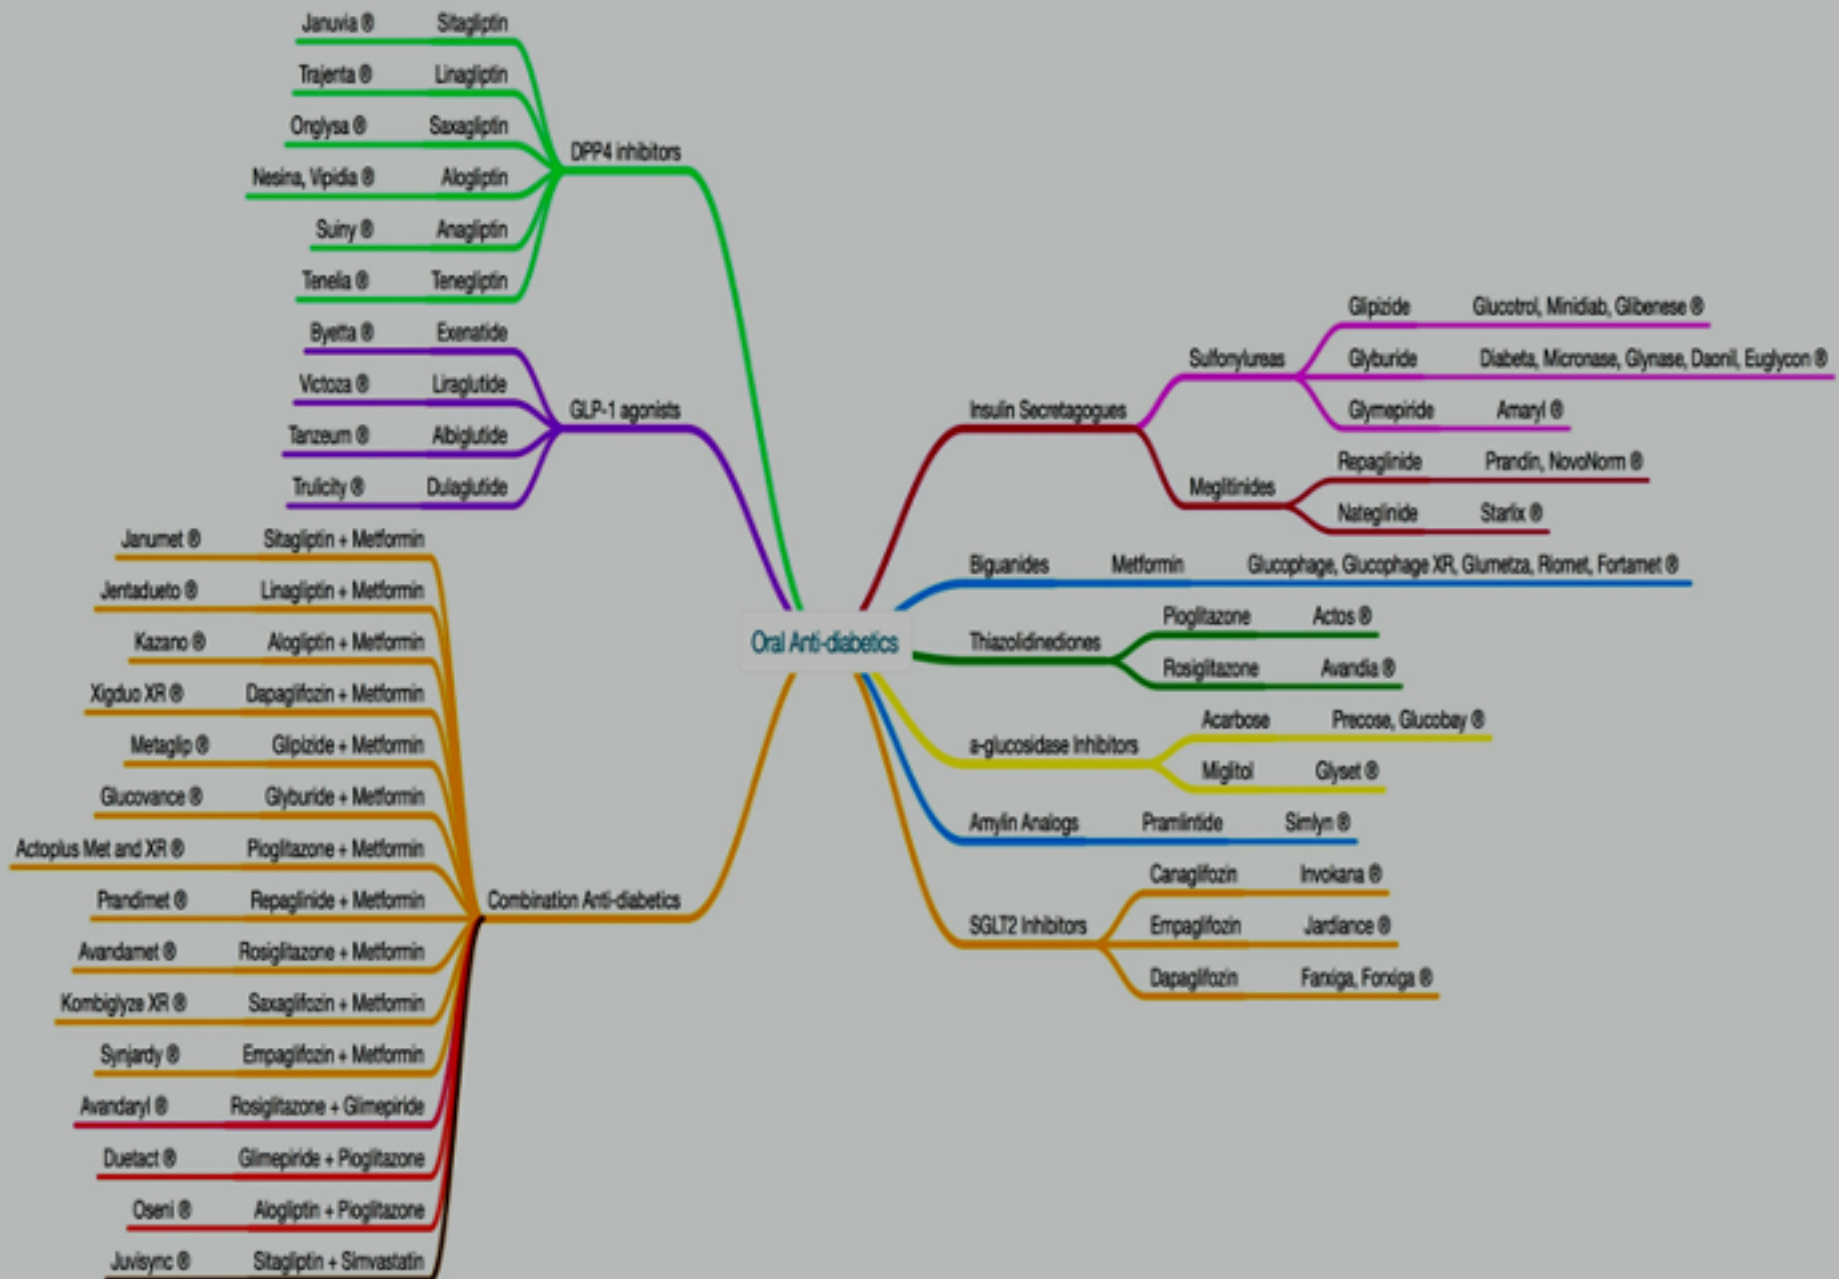 Januvia ® Sitagliptin
Trajenta ® Linagliptin
Onglysa ® Saxagliptin
DPP4 inhibitors
Nesina, Vipidia ® Alogliptin
Suiny ® Anagliptin
Tenelia ® Tenegliptin
Byetta ® Exenatide
Victoza ® Liraglutide
GLP-1 agonists
Tanzeum ® Albiglutide
Trulicity ® Dulaglutide
Janumet ® Sitagliptin + Metformin
Jentadueto ® Linagliptin + Metformin
Kazano ® Alogliptin + Metformin
Xigduo XR ® Dapaglifozin + Metformin
Metaglip ® Glipizide + Metformin
Glucovance ® Glyburide + Metformin
Actoplus Met and XR ® Pioglitazone + Metformin
Prandimet ® Repaglinide + Metformin
Combination Anti-diabetics
Avandamet ® Rosiglitazone + Metformin
Kombiglyze XR ® Saxaglifozin + Metformin
Synjardy ® Empaglifozin + Metformin
Avandaryl ® Rosiglitazone + Glimepiride
Duetact ® Glimepiride + Pioglitazone
Oseni ® Alogliptin + Pioglitazone
Juvisync ® Sitagliptin + Simvastatin
Oral Anti-diabetics
Insulin Secretagogues
Sulfonylureas
Glipizide Glucotrol, Minidiab, Glibenese ®
Glyburide Diabeta, Micronase, Glynase, Daonil, Euglycon ®
Glymepiride Amaryl ®
Meglitinides
Repaglinide Prandin, NovoNorm ®
Nateglinide Starlix ®
Biguanides Metformin Glucophage, Glucophage XR, Glumetza, Riomet, Fortamet ®
Thiazolidinediones
Pioglitazone Actos ®
Rosiglitazone Avandia ®
a-glucosidase Inhibitors
Acarbose Precose, Glucobay ®
Miglitol Glyset ®
Amylin Analogs Pramlintide Simlyn ®
SGLT2 Inhibitors
Canaglifozin Invokana ®
Empaglifozin Jardiance ®
Dapaglifozin Farxiga, Forxiga ®